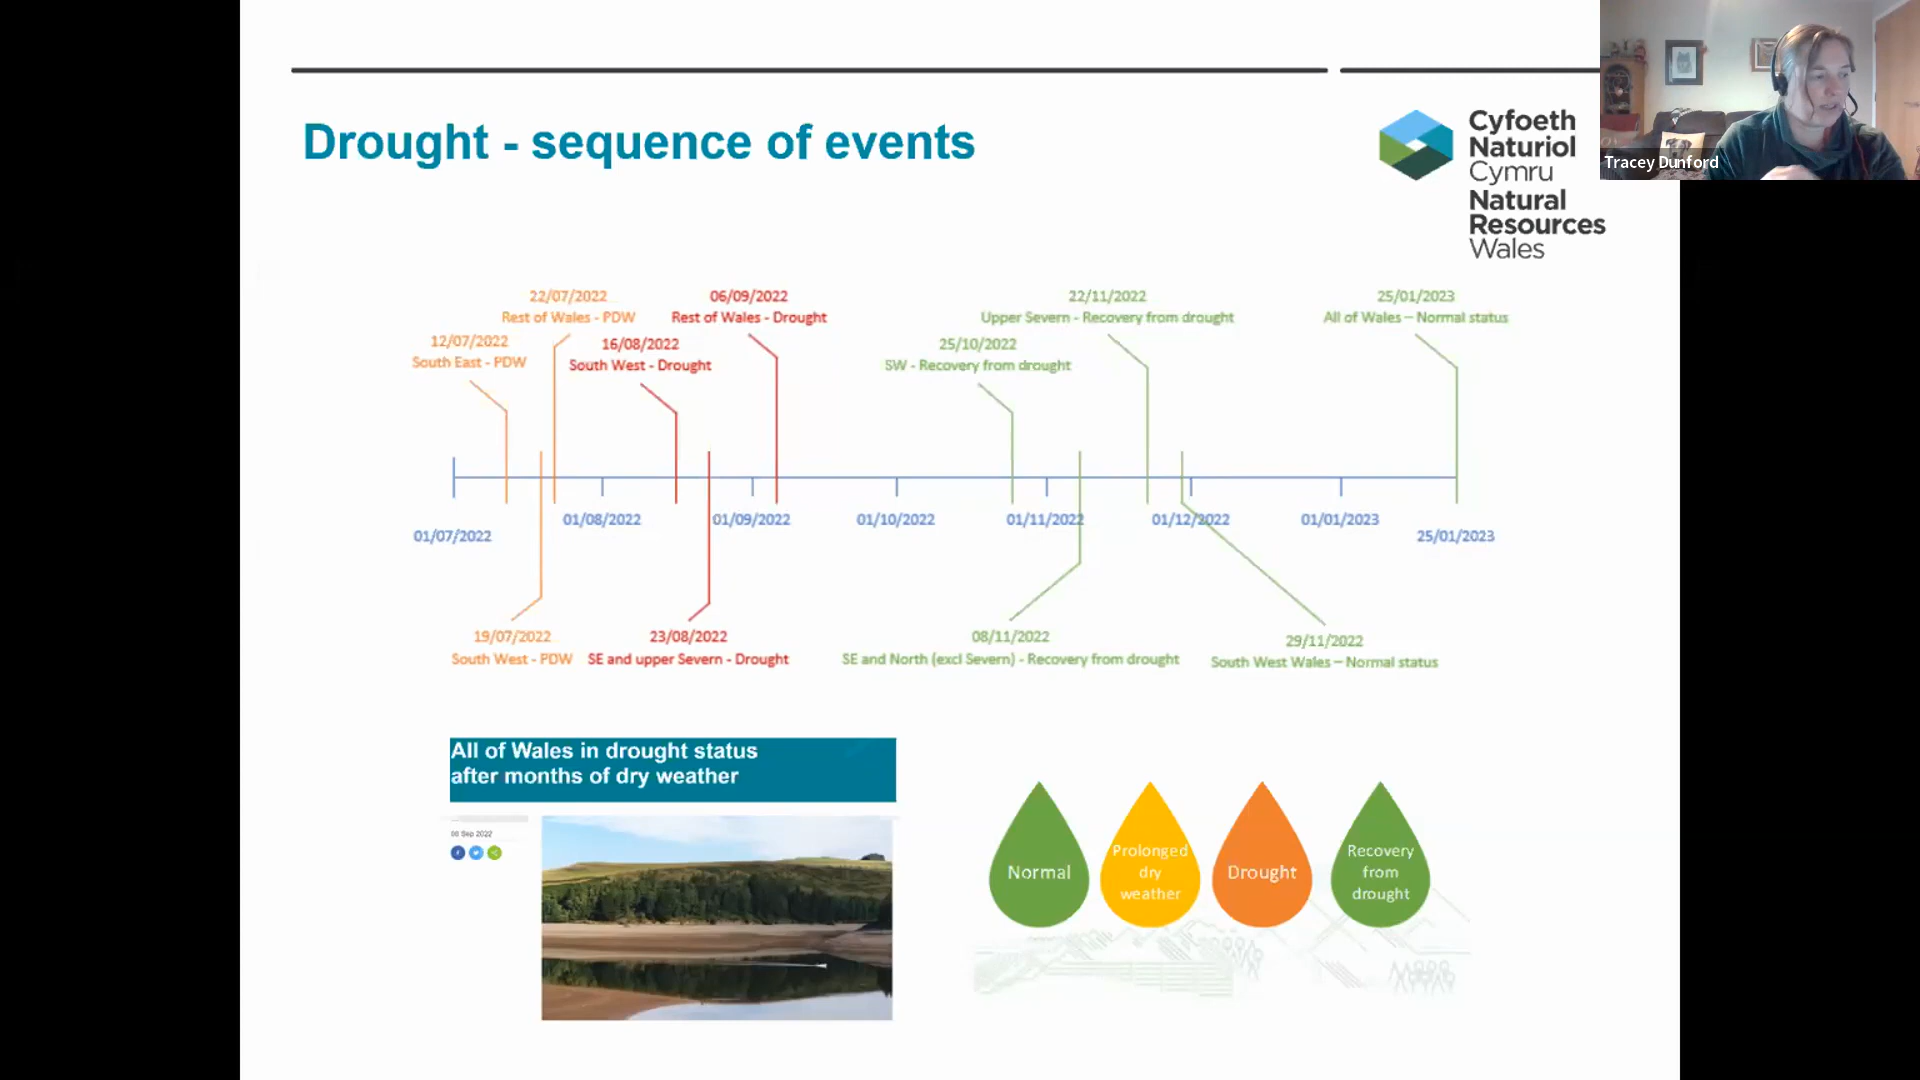 Drought - sequence of events
Cyfoeth
Naturiol
Cymru
Natural
Resources
Wales
Tracey Dunford
22/07/2022
Rest of Wales - PDW
06/09/2022
Rest of Wales - Drought
22/11/2022
Upper Severn - Recovery from drought
25/01/2023
All of Wales – Normal status
12/07/2022
South East - PDW
16/08/2022
South West - Drought
25/10/2022
SW - Recovery from drought
01/07/2022
01/08/2022
01/09/2022
01/10/2022
01/11/2022
01/12/2022
01/01/2023
25/01/2023
19/07/2022
South West - PDW
23/08/2022
SE and upper Severn - Drought
08/11/2022
SE and North (excl Severn) - Recovery from drought
29/11/2022
South West Wales – Normal status
All of Wales in drought status
after months of dry weather
Sep 2022
Normal
Prolonged
dry
weather
Drought
Recovery
from
drought